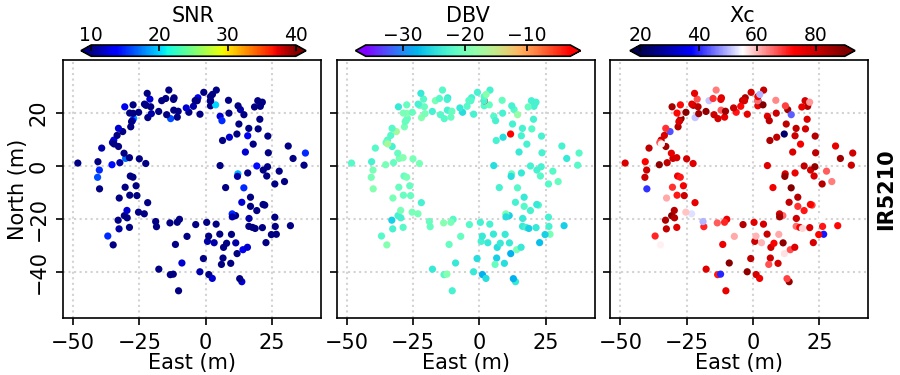 SNR DBV Xc
10 20 30 40 −30 −20 −10 20 40 60 80
20
0
−20
−40
North (m)
−50 −25 0 25 −50 −25 0 25 −50 −25 0 25
East (m) East (m) East (m)
IR5210